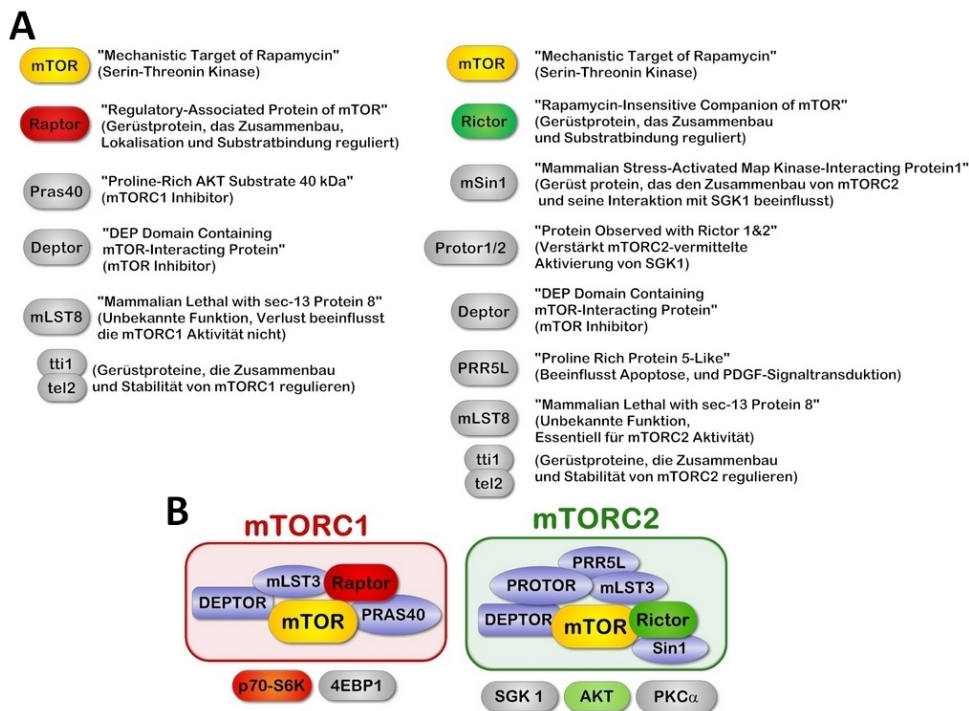 A
mTOR
"Mechanistic Target of Rapamycin"
(Serin-Threonin Kinase)
Raptor
"Regulatory-Associated Protein of mTOR"
(Gerüstprotein, das Zusammenbau,
Lokalisation und Substratbindung reguliert)
Pras40
"Proline-Rich AKT Substrate 40 kDa"
(mTORC1 Inhibitor)
Deptor
"DEP Domain Containing
mTOR-Interacting Protein"
(mTOR Inhibitor)
mLST8
"Mammalian Lethal with sec-13 Protein 8"
(Unbekannte Funktion, Verlust beeinflusst
die mTORC1 Aktivität nicht)
tti1
tel2
(Gerüstproteine, die Zusammenbau
und Stabilität von mTORC1 regulieren)
mTOR
"Mechanistic Target of Rapamycin"
(Serin-Threonin Kinase)
Rictor
"Rapamycin-Insensitive Companion of mTOR"
(Gerüstprotein, das Zusammenbau
und Substratbindung reguliert)
mSin1
"Mammalian Stress-Activated Map Kinase-Interacting Protein1"
(Gerüst protein, das den Zusammenbau von mTORC2
und seine Interaktion mit SGK1 beeinflusst)
Protor1/2
"Protein Observed with Rictor 1&2"
(Verstärkt mTORC2-vermittelte
Aktivierung von SGK1)
Deptor
"DEP Domain Containing
mTOR-Interacting Protein"
(mTOR Inhibitor)
PRR5L
"Proline Rich Protein 5-Like"
(Beeinflusst Apoptose, und PDGF-Signaltransduktion)
mLST8
"Mammalian Lethal with sec-13 Protein 8"
(Unbekannte Funktion,
Essentiell für mTORC2 Aktivität)
tti1
tel2
(Gerüstproteine, die Zusammenbau
und Stabilität von mTORC2 regulieren)
B
mTORC1
mLST3
Raptor
DEPTOR
mTOR
PRAS40
p70-S6K
4EBP1
mTORC2
PRR5L
PROTOR
mLST3
DEPTOR
mTOR
Rictor
Sin1
SGK 1
AKT
PKCα